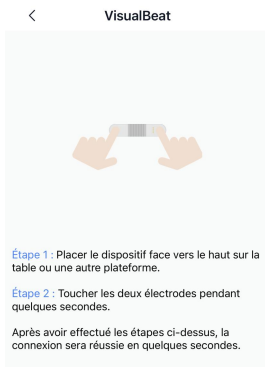 VisualBeat
Étape 1 : Placer le dispositif face vers le haut sur la
table ou une autre plateforme.
Étape 2 : Toucher les deux électrodes pendant
quelques secondes.
Après avoir effectué les étapes ci-dessus, la
connexion sera réussie en quelques secondes.